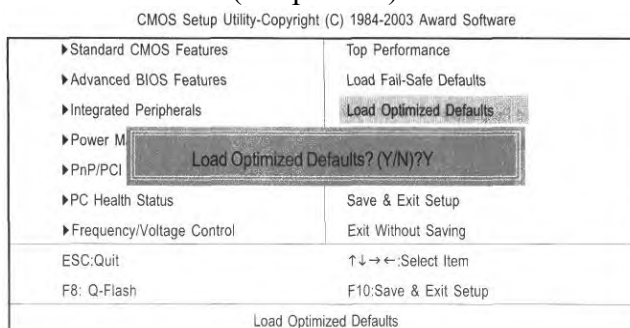 CMOS Setup Utility-Copyright (C) 1984-2003 Award Software
▶Standard CMOS Features
▶Advanced BIOS Features
▶Integrated Peripherals
▶Power M
▶PnP/PCI
▶PC Health Status
▶Frequency/Voltage Control
Top Performance
Load Fail-Safe Defaults
Load Optimized Defaults
Save & Exit Setup
Exit Without Saving
Load Optimized Defaults? (Y/N)?Y
ESC:Quit
↑↓→←:Select Item
F8: Q-Flash
F10:Save & Exit Setup
Load Optimized Defaults